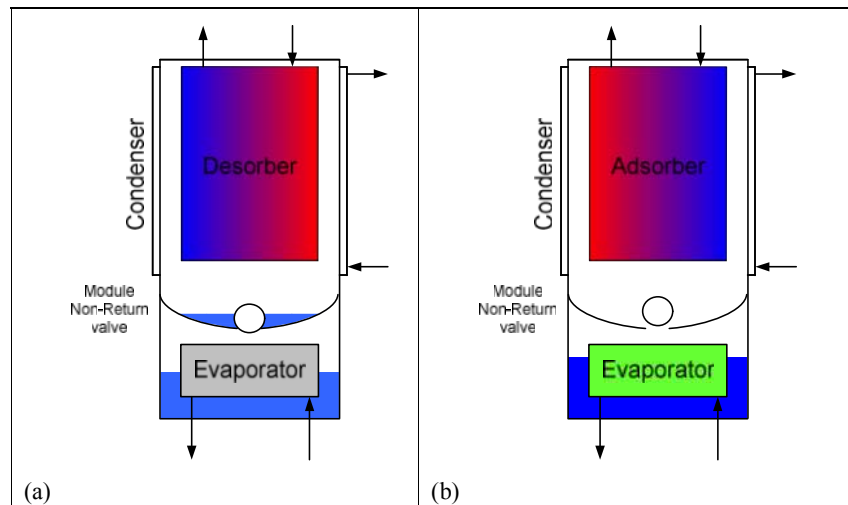 Condenser
Desorber
Module
Non-Return
valve
Evaporator
(a)
Condenser
Adsorber
Module
Non-Return
valve
Evaporator
(b)